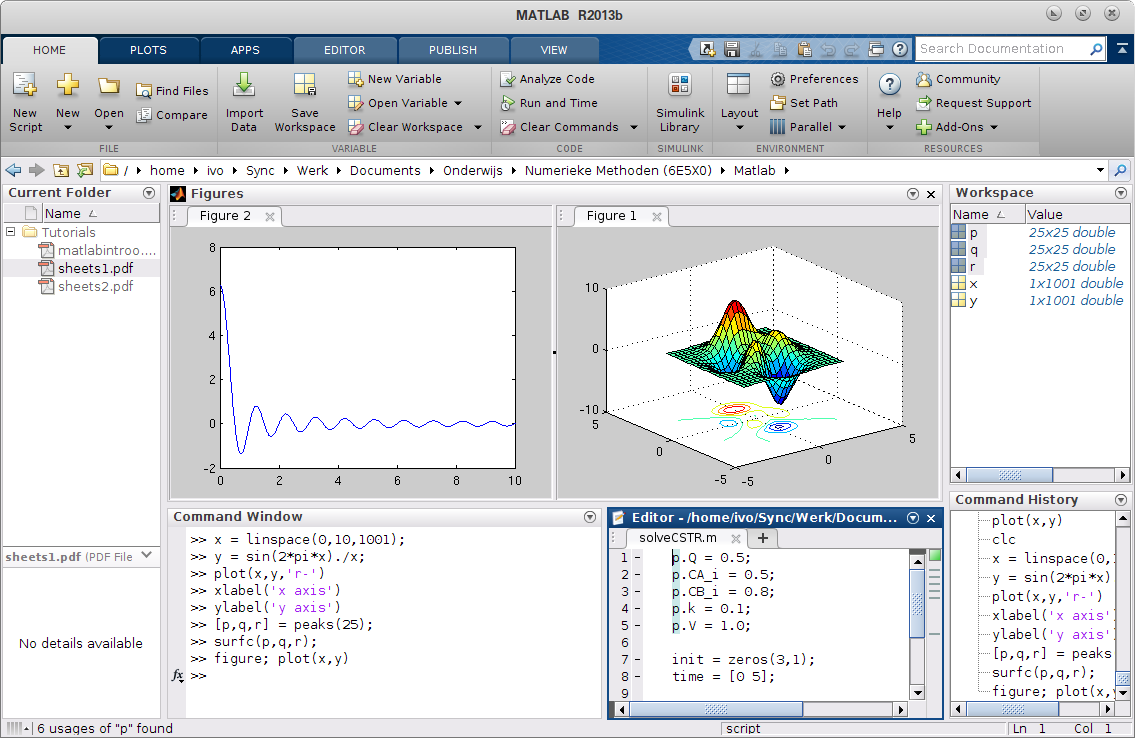 MATLAB R2013b
HOME PLOTS APPS EDITOR PUBLISH VIEW
Search Documentation
New Script
New
Open
Find Files
Compare
FILE
Import Data
Save Workspace
New Variable
Open Variable
Clear Workspace
VARIABLE
Analyze Code
Run and Time
Clear Commands
CODE
Simulink Library
SIMULINK
Layout
Preferences
Set Path
Parallel
ENVIRONMENT
Help
Community
Request Support
Add-Ons
RESOURCES
/ home ivo Sync Werk Documents Onderwijs Numerieke Methoden (6E5X0) Matlab
Current Folder
Name
Tutorials
matlabintroo....
sheets1.pdf
sheets2.pdf
sheets1.pdf (PDF File
No details available
Figures
Figure 2
8
6
4
2
0
-2
0 2 4 6 8 10
Figure 1
10
0
-10
5
0
-5
-5
0
5
Command Window
>> x = linspace(0,10,1001);
>> y = sin(2*pi*x)./x;
>> plot(x,y,'r-')
>> xlabel('x axis')
>> ylabel('y axis')
>> [p,q,r] = peaks(25);
>> surfc(p,q,r);
>> figure; plot(x,y)
fx >>
Editor - /home/ivo/Sync/Werk/Docum...
solveCSTR.m
1 - p.Q = 0.5;
2 - p.CA_i = 0.5;
3 - p.CB_i = 0.8;
4 - p.k = 0.1;
5 - p.V = 1.0;
6
7 - init = zeros(3,1);
8 - time = [0 5];
9
Workspace
Name Value
p 25x25 double
q 25x25 double
r 25x25 double
x 1x1001 double
y 1x1001 double
Command History
plot(x,y)
clc
x = linspace(0,
y = sin(2*pi*x)
plot(x,y,'r-')
xlabel('x axis'
ylabel('y axis'
[p,q,r] = peaks
surfc(p,q,r);
figure; plot(x,
6 usages of "p" found
script
Ln 1 Col 1